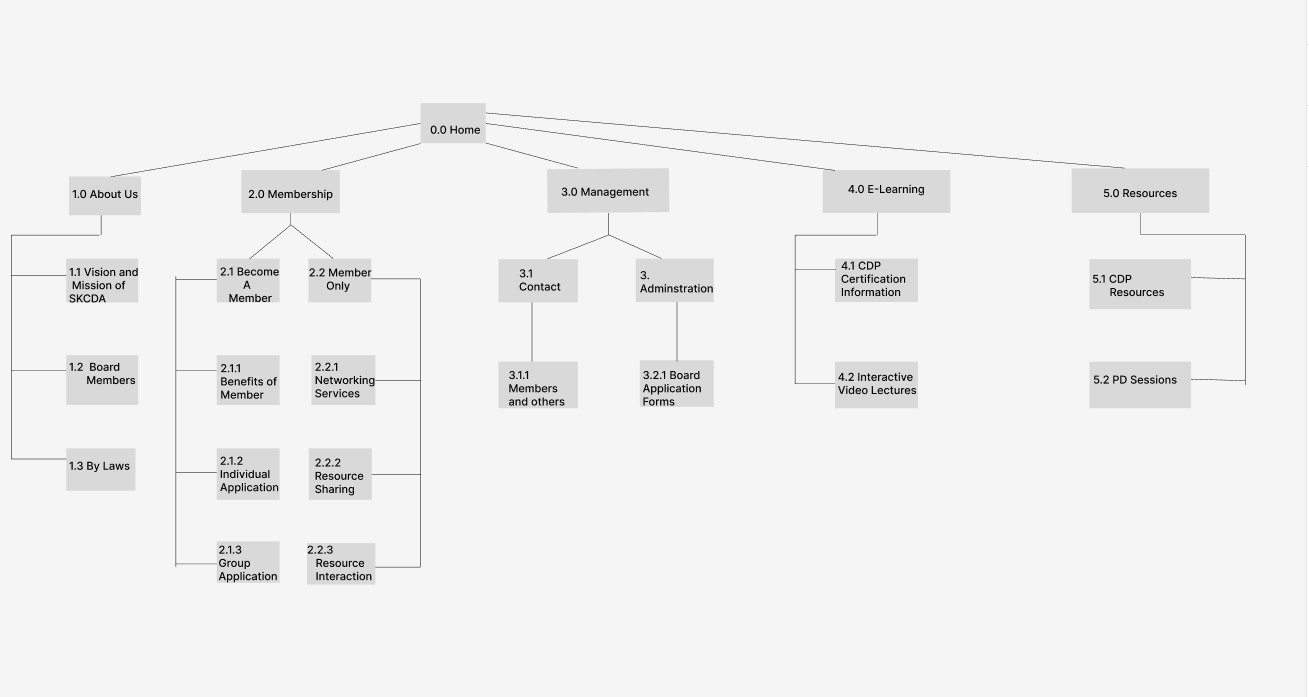 0.0 Home
1.0 About Us
2.0 Membership
3.0 Management
4.0 E-Learning
5.0 Resources
1.1 Vision and
Mission of
SKCDA
2.1 Become
A
Member
2.2 Member
Only
3.1
Contact
3.
Adminstration
4.1 CDP
Certification
Information
5.1 CDP
Resources
1.2 Board
Members
2.1.1
Benefits of
Member
2.2.1
Networking
Services
3.1.1
Members
and others
3.2.1 Board
Application
Forms
4.2 Interactive
Video Lectures
5.2 PD Sessions
1.3 By Laws
2.1.2
Individual
Application
2.2.2
Resource
Sharing
2.1.3
Group
Application
2.2.3
Resource
Interaction